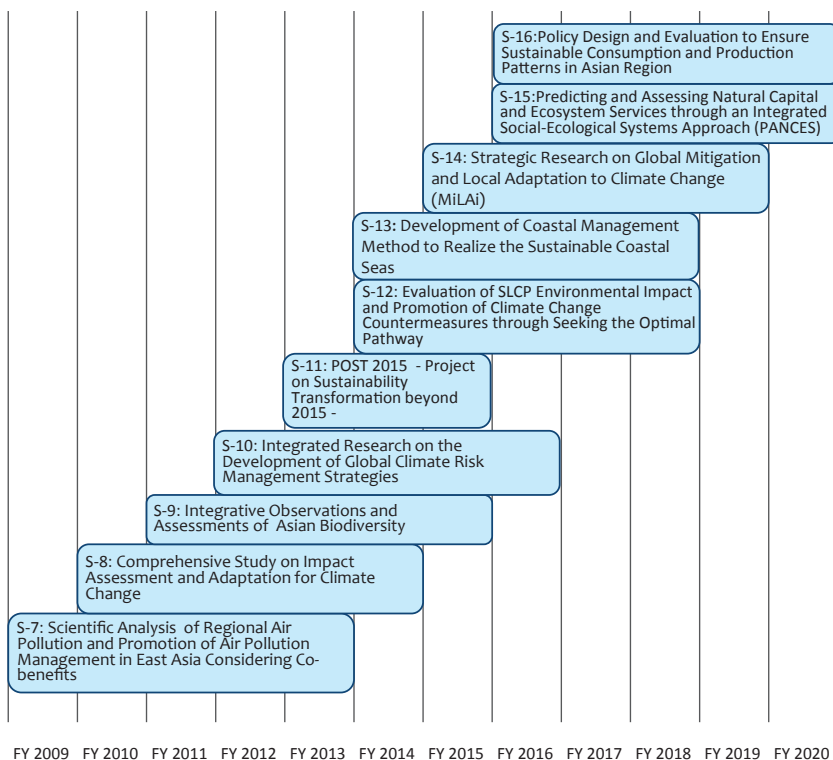 S-16:Policy Design and Evaluation to Ensure
Sustainable Consumption and Production
Patterns in Asian Region
S-15:Predicting and Assessing Natural Capital
and Ecosystem Services through an Integrated
Social-Ecological Systems Approach (PANCES)
S-14: Strategic Research on Global Mitigation
and Local Adaptation to Climate Change
(MiLAi)
S-13: Development of Coastal Management
Method to Realize the Sustainable Coastal
Seas
S-12: Evaluation of SLCP Environmental Impact
and Promotion of Climate Change
Countermeasures through Seeking the Optimal
Pathway
S-11: POST 2015 - Project
on Sustainability
Transformation beyond
2015 -
S-10: Integrated Research on the
Development of Global Climate Risk
Management Strategies
S-9: Integrative Observations and
Assessments of Asian Biodiversity
S-8: Comprehensive Study on Impact
Assessment and Adaptation for Climate
Change
S-7: Scientific Analysis of Regional Air
Pollution and Promotion of Air Pollution
Management in East Asia Considering Co-
benefits
FY 2009 FY 2010 FY 2011 FY 2012 FY 2013 FY 2014 FY 2015 FY 2016 FY 2017 FY 2018 FY 2019 FY 2020